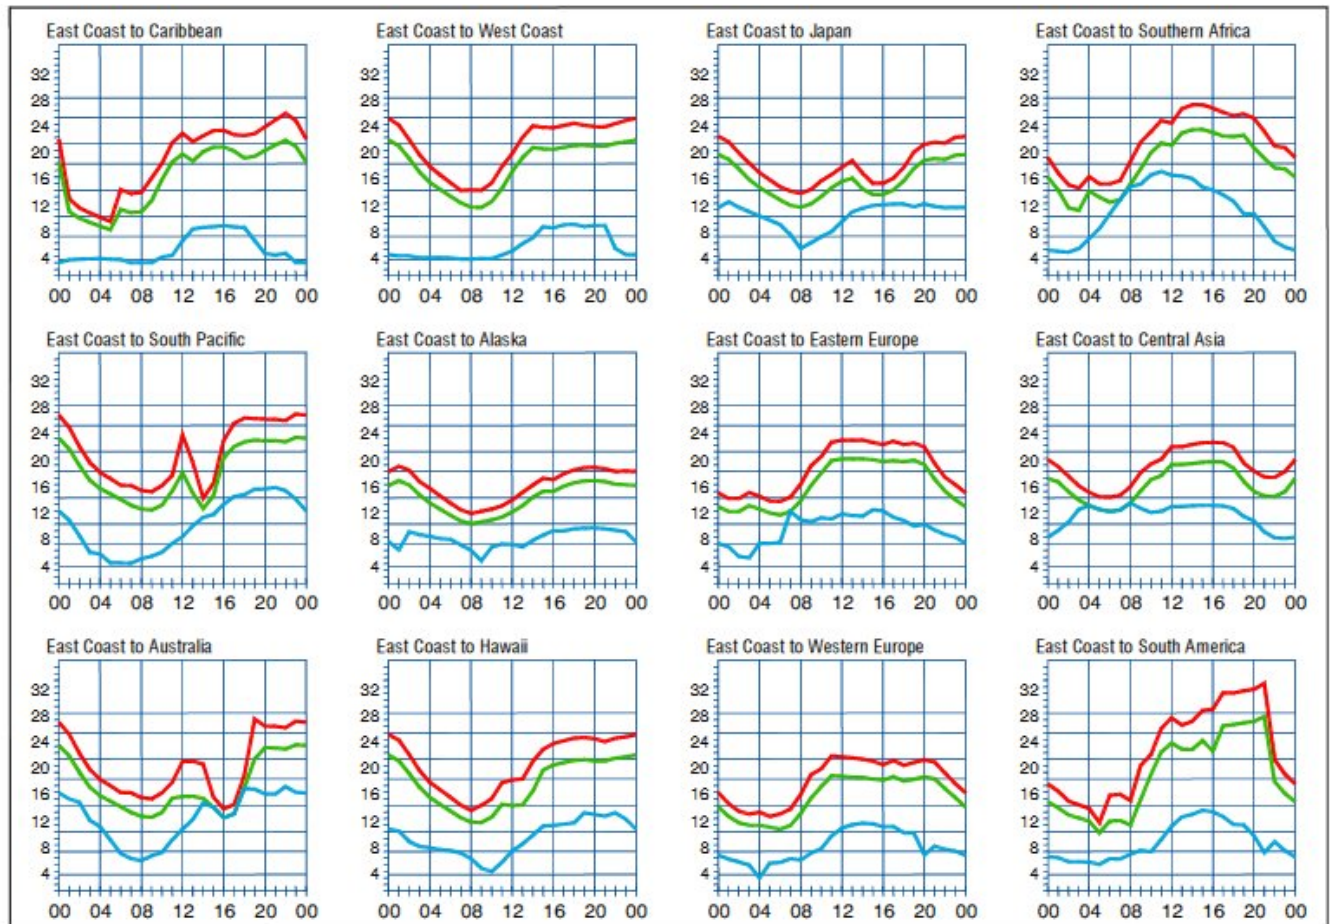 East Coast to Caribbean East Coast to West Coast East Coast to Japan East Coast to Southern Africa
32 32 32 32
28 28 28 28
24 24 24 24
20 20 20 20
16 16 16 16
12 12 12 12
8 8 8 8
4 4 4 4
00 04 08 12 16 20 00 00 04 08 12 16 20 00 00 04 08 12 16 20 00 00 04 08 12 16 20 00
East Coast to South Pacific East Coast to Alaska East Coast to Eastern Europe East Coast to Central Asia
32 32 32 32
28 28 28 28
24 24 24 24
20 20 20 20
16 16 16 16
12 12 12 12
8 8 8 8
4 4 4 4
00 04 08 12 16 20 00 00 04 08 12 16 20 00 00 04 08 12 16 20 00 00 04 08 12 16 20 00
East Coast to Australia East Coast to Hawaii East Coast to Western Europe East Coast to South America
32 32 32 32
28 28 28 28
24 24 24 24
20 20 20 20
16 16 16 16
12 12 12 12
8 8 8 8
4 4 4 4
00 04 08 12 16 20 00 00 04 08 12 16 20 00 00 04 08 12 16 20 00 00 04 08 12 16 20 00